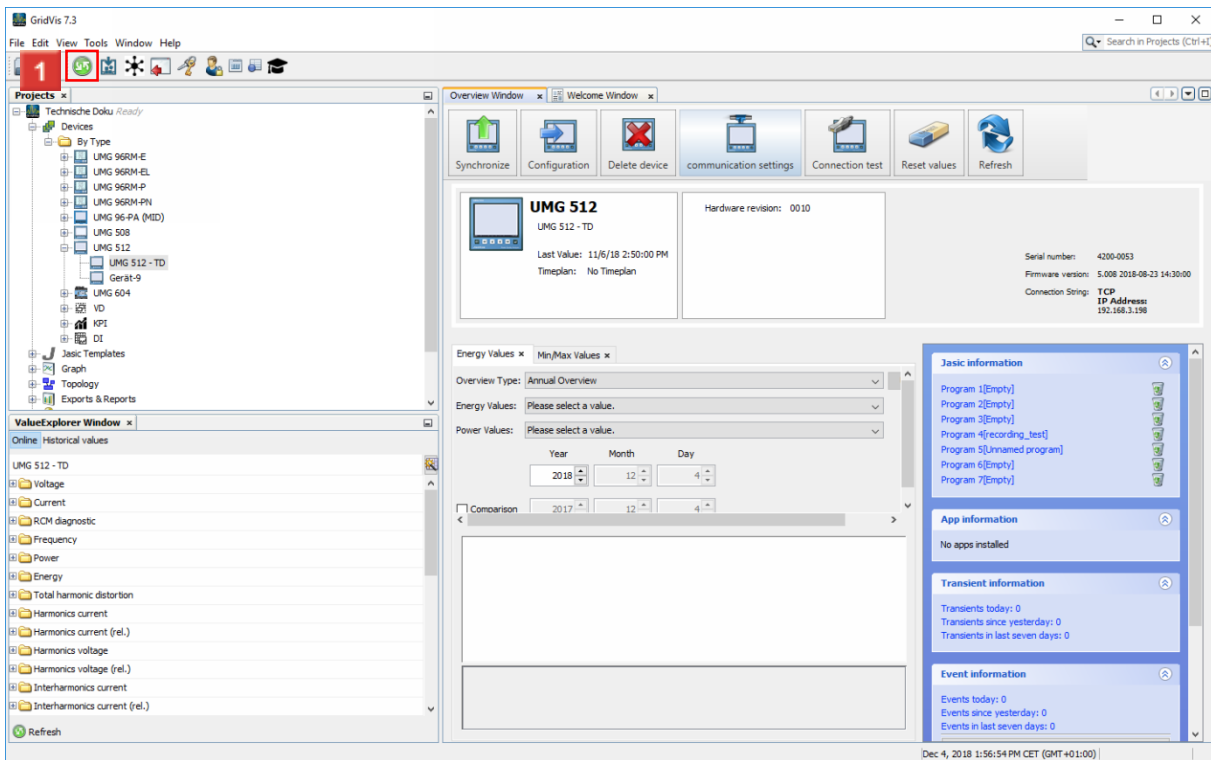 GridVis 7.3
File Edit View Tools Window Help
Search in Projects (Ctrl+I)
1
Projects
Technische Doku Ready
Devices
By Type
UMG 96RM-E
UMG 96RM-EL
UMG 96RM-P
UMG 96RM-PN
UMG 96-PA (MID)
UMG 508
UMG 512
UMG 512 - TD
Gerät-9
UMG 604
VD
KPI
DI
Jasic Templates
Graph
Topology
Exports & Reports
ValueExplorer Window
Online Historical values
UMG 512 - TD
Voltage
Current
RCM diagnostic
Frequency
Power
Energy
Total harmonic distortion
Harmonics current
Harmonics current (rel.)
Harmonics voltage
Harmonics voltage (rel.)
Interharmonics current
Interharmonics current (rel.)
Refresh
Overview Window Welcome Window
Synchronize Configuration Delete device communication settings Connection test Reset values Refresh
UMG 512
UMG 512 - TD
Last Value: 11/6/18 2:50:00 PM
Timeplan: No Timeplan
Hardware revision: 0010
Serial number: 4200-0053
Firmware version: 5.008 2018-08-23 14:30:00
Connection String: TCP
IP Address:
192.168.3.198
Energy Values Min/Max Values
Overview Type: Annual Overview
Energy Values: Please select a value.
Power Values: Please select a value.
Year Month Day
2018 12 4
Comparison 2017 12 4
Jasic information
Program 1[Empty]
Program 2[Empty]
Program 3[Empty]
Program 4[recording_test]
Program 5[Unnamed program]
Program 6[Empty]
Program 7[Empty]
App information
No apps installed
Transient information
Transients today: 0
Transients since yesterday: 0
Transients in last seven days: 0
Event information
Events today: 0
Events since yesterday: 0
Events in last seven days: 0
Dec 4, 2018 1:56:54 PM CET (GMT+01:00)